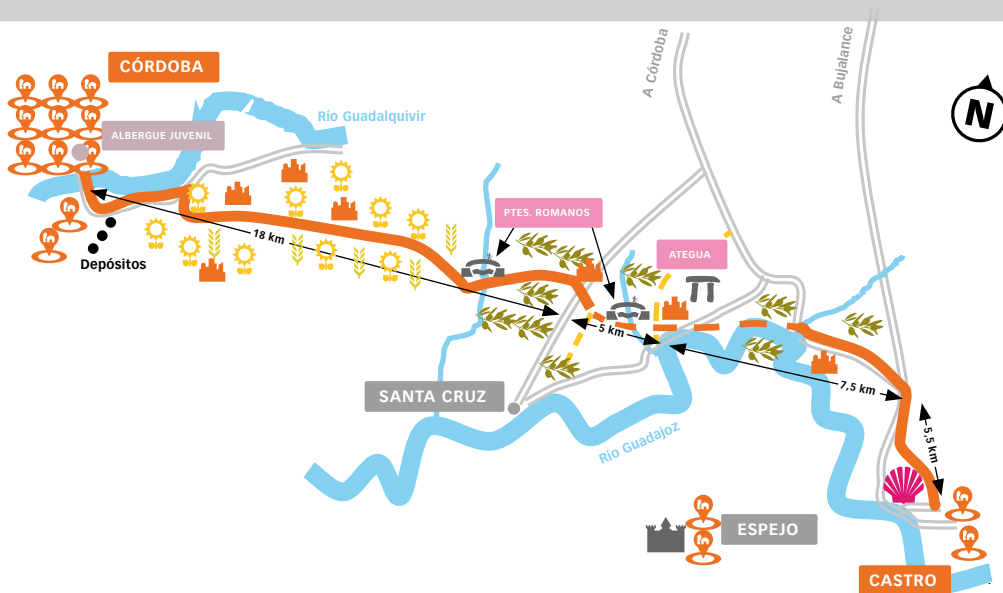 CÓRDOBA
A Córdoba
A Bujalance
N
Río Guadalquivir
ALBERGUE JUVENIL
PTES. ROMANOS
18 km
ATEGUA
Depósitos
5 km
7,5 km
SANTA CRUZ
5,5 km
Río Guadajoz
ESPEJO
CASTRO